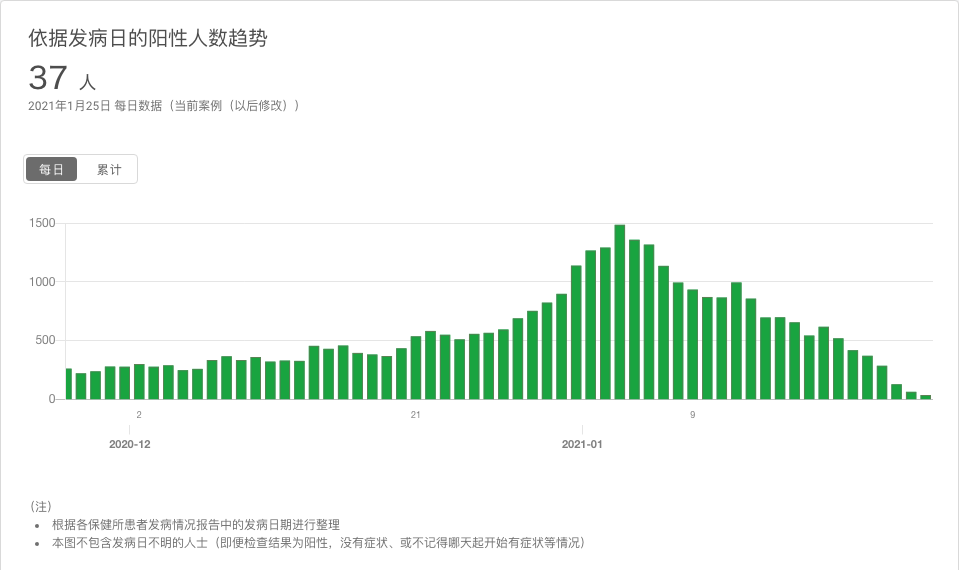 依据发病日的阳性人数趋势
37 人
2021年1月25日 每日数据（当前案例（以后修改））
每日 累计
1500
1000
500
0
2 21 9
2020-12 2021-01
（注）
• 根据各保健所患者发病情况报告中的发病日期进行整理
• 本图不包含发病日不明的人士（即便检查结果为阳性，没有症状、或不记得哪天起开始有症状等情况）